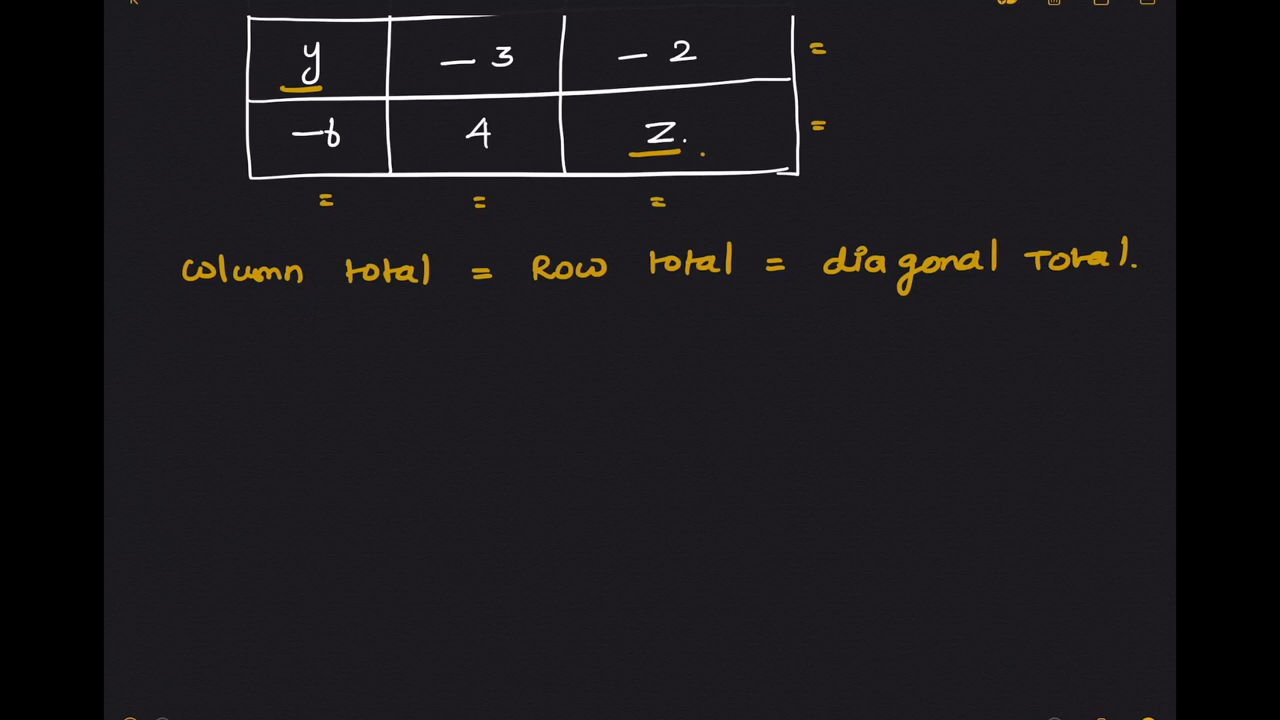 y - 3 - 2 =
-6 4 z. =
= = =
column total = Row total = diagonal Total.